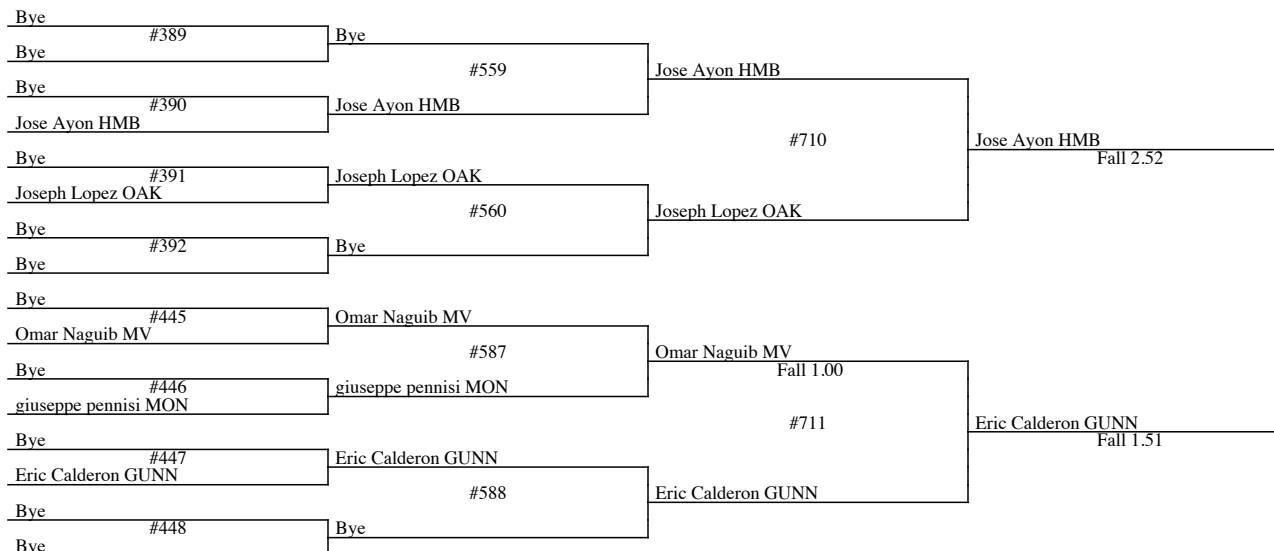 Bye
#389
Bye
Bye
#390
Jose Ayon HMB
Bye
#391
Joseph Lopez OAK
Bye
#392
Bye
Bye
#445
Omar Naguib MV
Bye
#446
giuseppe pennisi MON
Bye
#447
Eric Calderon GUNN
Bye
#448
Bye
Bye
#559
Jose Ayon HMB
Joseph Lopez OAK
#560
Bye
Omar Naguib MV
#587
giuseppe pennisi MON
Eric Calderon GUNN
#588
Bye
Jose Ayon HMB
#710
Joseph Lopez OAK
Omar Naguib MV
Fall 1.00
#711
Eric Calderon GUNN
Jose Ayon HMB
Fall 2.52
Eric Calderon GUNN
Fall 1.51